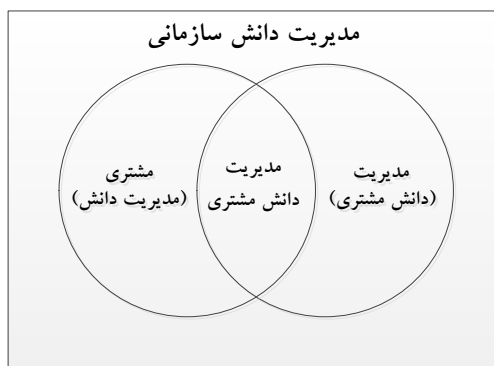 مدیریت دانش سازمانی
مدیریت
(دانش مشتری)
مدیریت
دانش مشتری
مشتری
(مدیریت دانش)